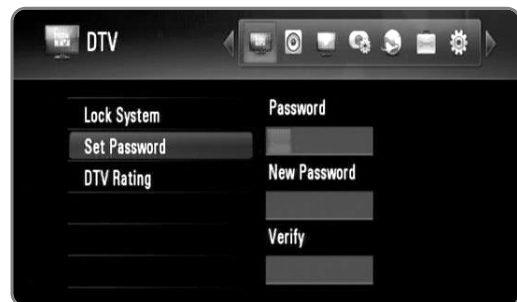 DTV
Lock System
Set Password
DTV Rating
Password
New Password
Verify